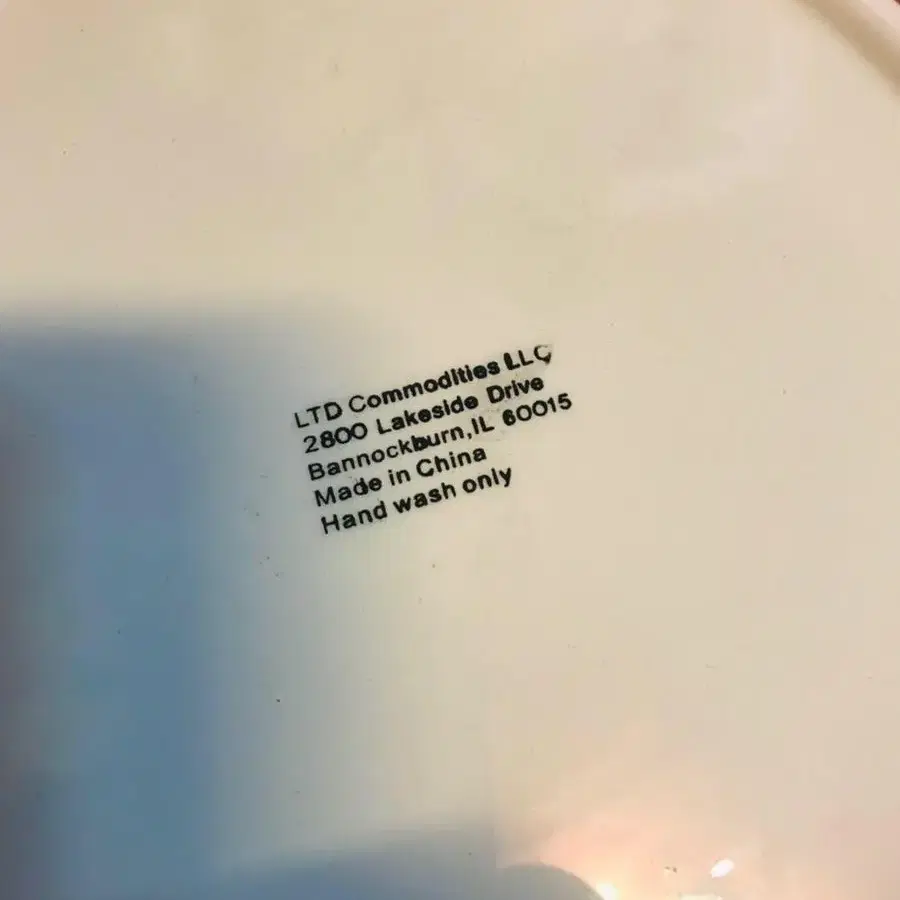 LTD Commodities LLC
2800 Lakeside Drive
Bannockburn,IL 60015
Made in China
Hand wash only